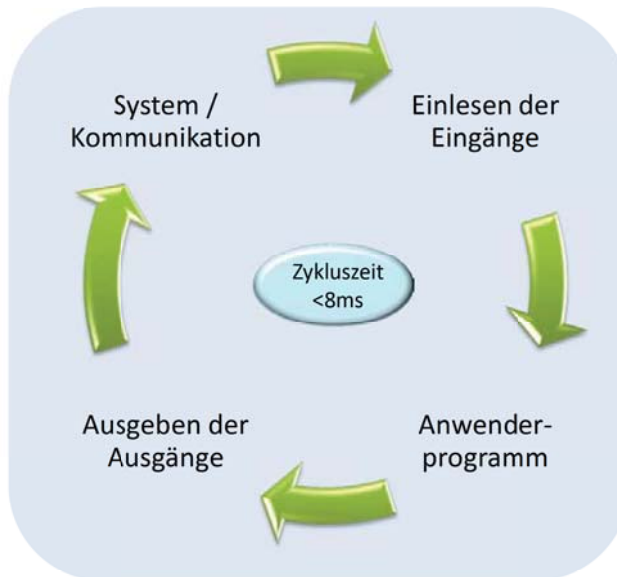 System /
Kommunikation
Einlesen der
Eingänge
Zykluszeit
<8ms
Ausgeben der
Ausgänge
Anwender-
programm